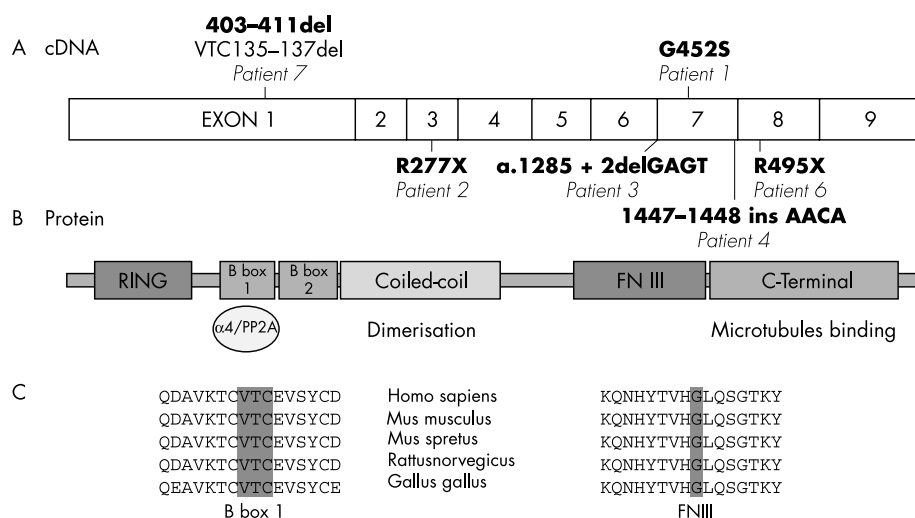 403–411del
A cDNA
VTC135–137del
G452S
Patient 7
Patient 1
EXON 1 2 3 4 5 6 7 8 9
R277X a.1285 + 2delGAGT R495X
Patient 2 Patient 3 Patient 6
1447–1448 ins AACA
B Protein
Patient 4
RING B box 1 B box 2 Coiled-coil FN III C-Terminal
α4/PP2A Dimerisation Microtubules binding
C
QDAVKTCVTCEVSYCD Homo sapiens KQNHYTVHGLQSGTKY
QDAVKTCVTCEVSYCD Mus musculus KQNHYTVHGLQSGTKY
QDAVKTCVTCEVSYCD Mus spretus KQNHYTVHGLQSGTKY
QDAVKTCVTCEVSYCD Rattusnorvegicus KQNHYTVHGLQSGTKY
QEAVKTCVTCEVSYCE Gallus gallus KQNHYTVHGLQSGTKY
B box 1 FNIII